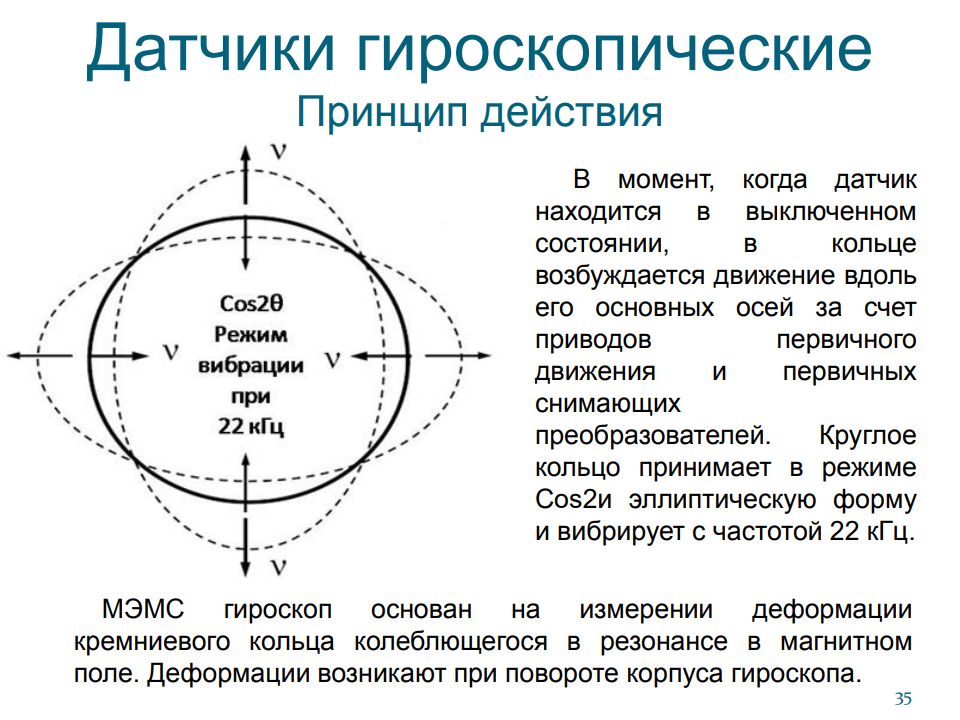 Датчики гироскопические
Принцип действия
ν
Cos2θ
Режим
вибрации
при
22 кГц
ν
ν
ν
В момент, когда датчик
находится в выключенном
состоянии, в кольце
возбуждается движение вдоль
его основных осей за счет
приводов первичного
движения и первичных
снимающих
преобразователей. Круглое
кольцо принимает в режиме
Cos2и эллиптическую форму
и вибрирует с частотой 22 кГц.
МЭМС гироскоп основан на измерении деформации
кремниевого кольца колеблющегося в резонансе в магнитном
поле. Деформации возникают при повороте корпуса гироскопа.
35